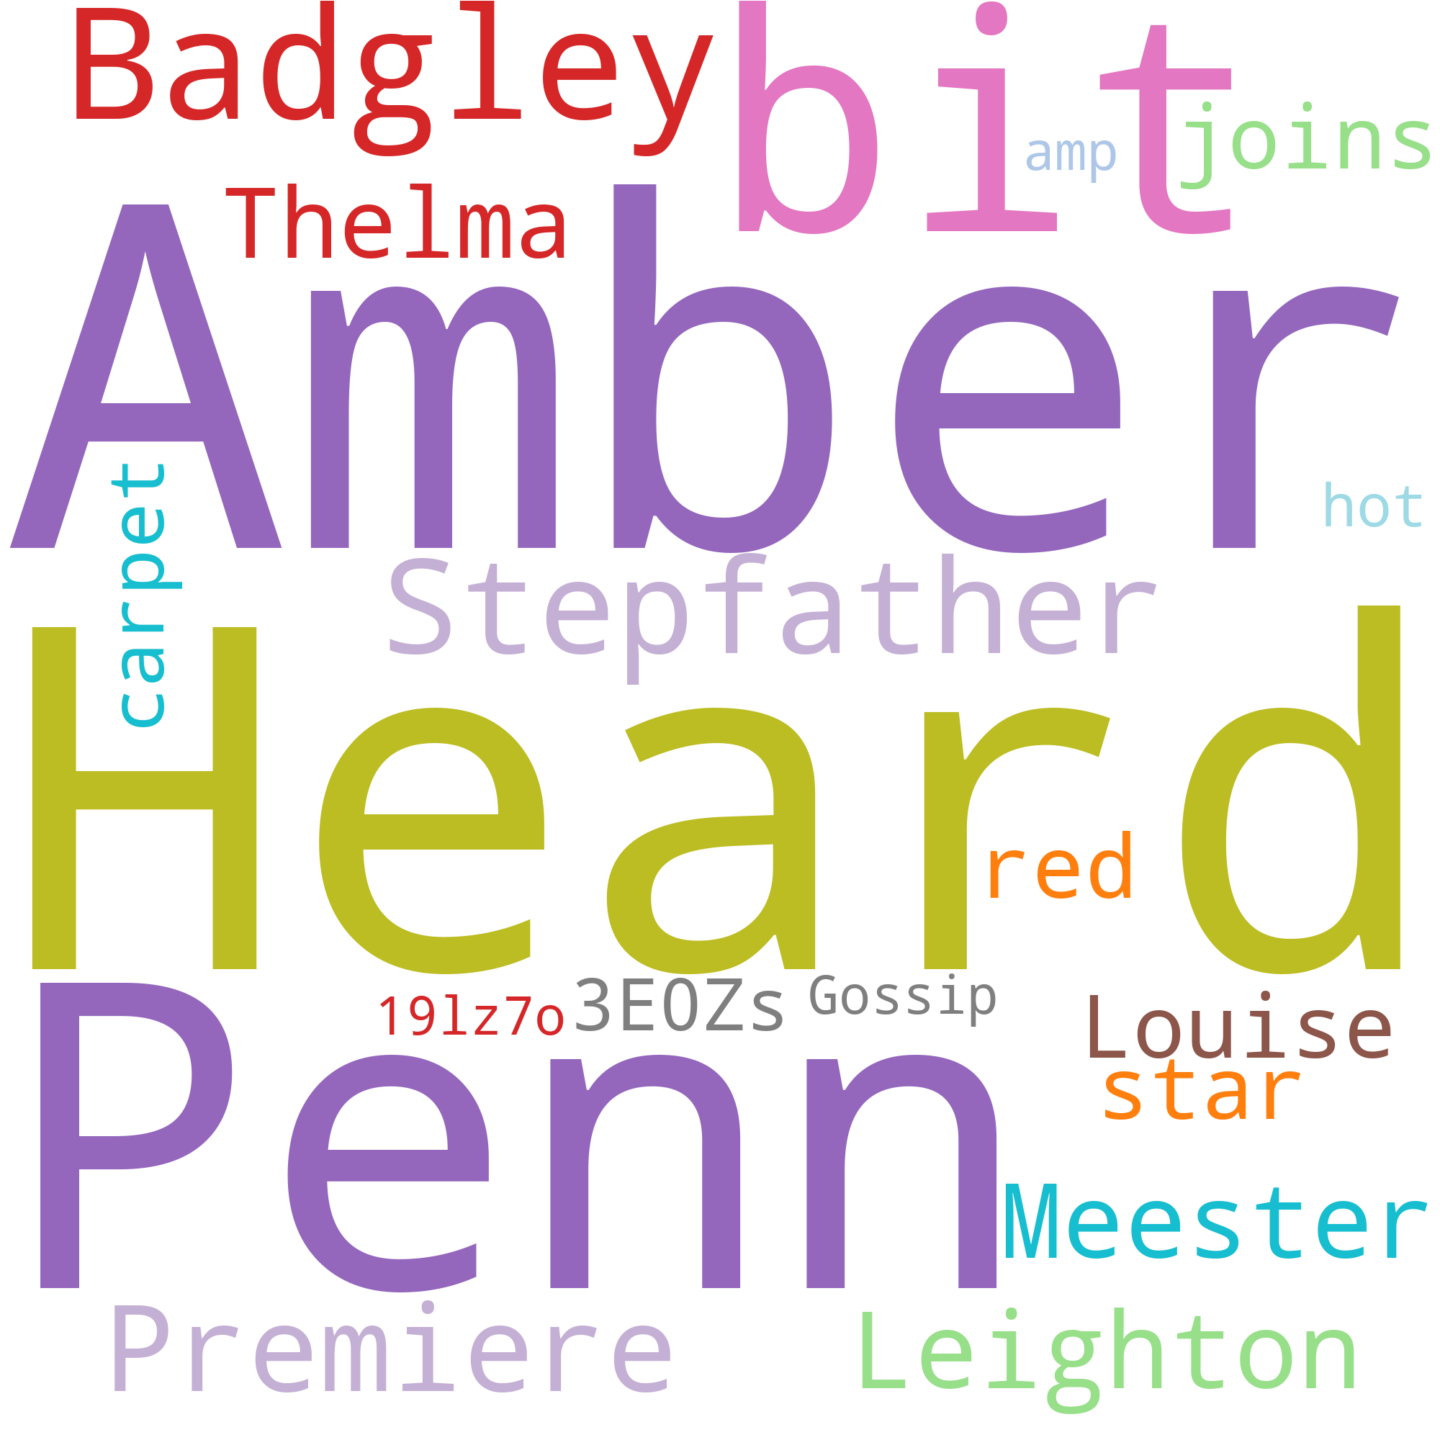 Badgley
bit
joins
amp
Thelma
Amber
hot
carpet
Stepfather
Heard
red
19lz7o
3E0Zs
Gossip
Louise
star
Penn
Meester
Premiere
Leighton